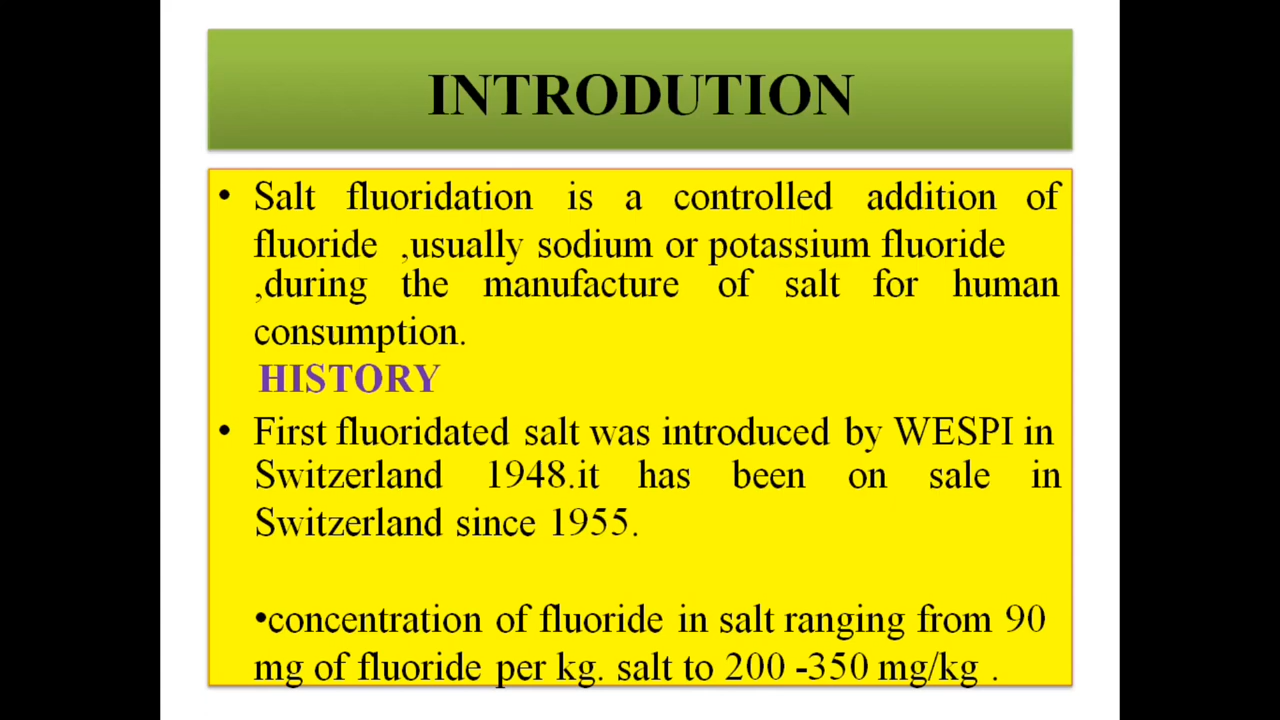 INTRODUTION
• Salt fluoridation is a controlled addition of
fluoride ,usually sodium or potassium fluoride
,during the manufacture of salt for human
consumption.
HISTORY
• First fluoridated salt was introduced by WESPI in
Switzerland 1948.it has been on sale in
Switzerland since 1955.
•concentration of fluoride in salt ranging from 90
mg of fluoride per kg. salt to 200 -350 mg/kg .